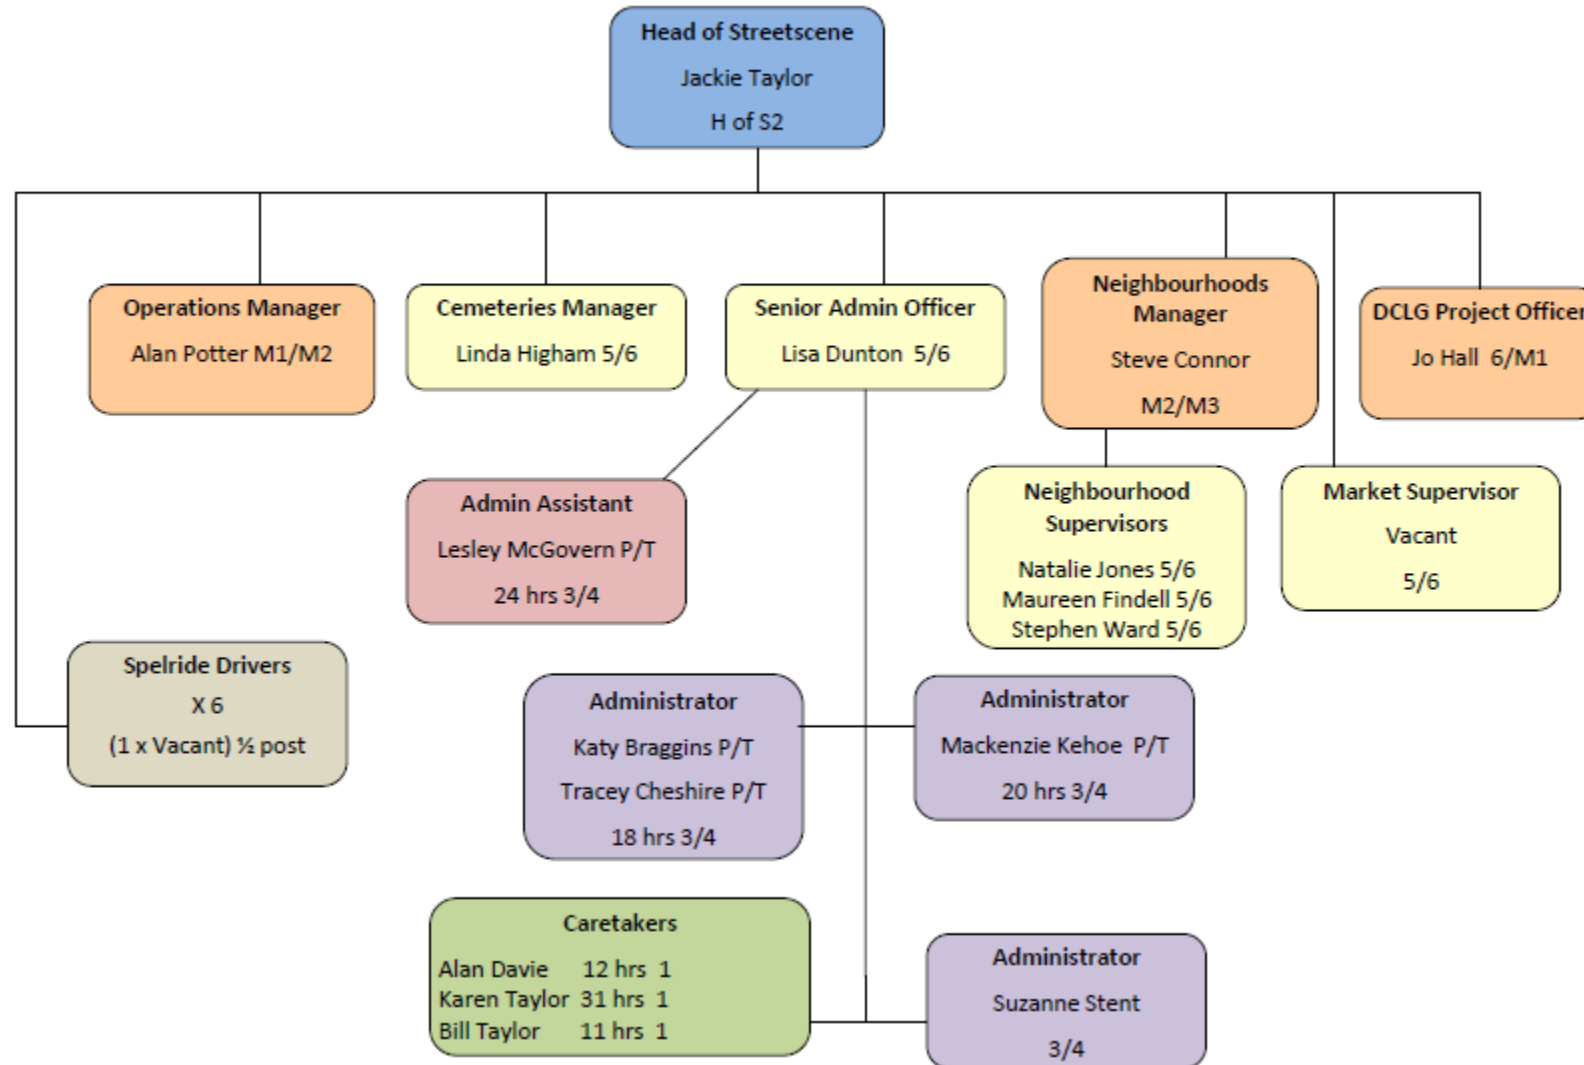 Head of Streetscene
Jackie Taylor
H of S2
Operations Manager
Alan Potter M1/M2
Cemeteries Manager
Linda Higham 5/6
Senior Admin Officer
Lisa Dunton 5/6
Neighbourhoods
Manager
Steve Connor
M2/M3
DCLG Project Officer
Jo Hall 6/M1
Admin Assistant
Lesley McGovern P/T
24 hrs 3/4
Neighbourhood
Supervisors
Natalie Jones 5/6
Maureen Findell 5/6
Stephen Ward 5/6
Market Supervisor
Vacant
5/6
Spelride Drivers
X 6
(1 x Vacant) ½ post
Administrator
Katy Braggins P/T
Tracey Cheshire P/T
18 hrs 3/4
Administrator
Mackenzie Kehoe P/T
20 hrs 3/4
Caretakers
Alan Davie 12 hrs 1
Karen Taylor 31 hrs 1
Bill Taylor 11 hrs 1
Administrator
Suzanne Stent
3/4